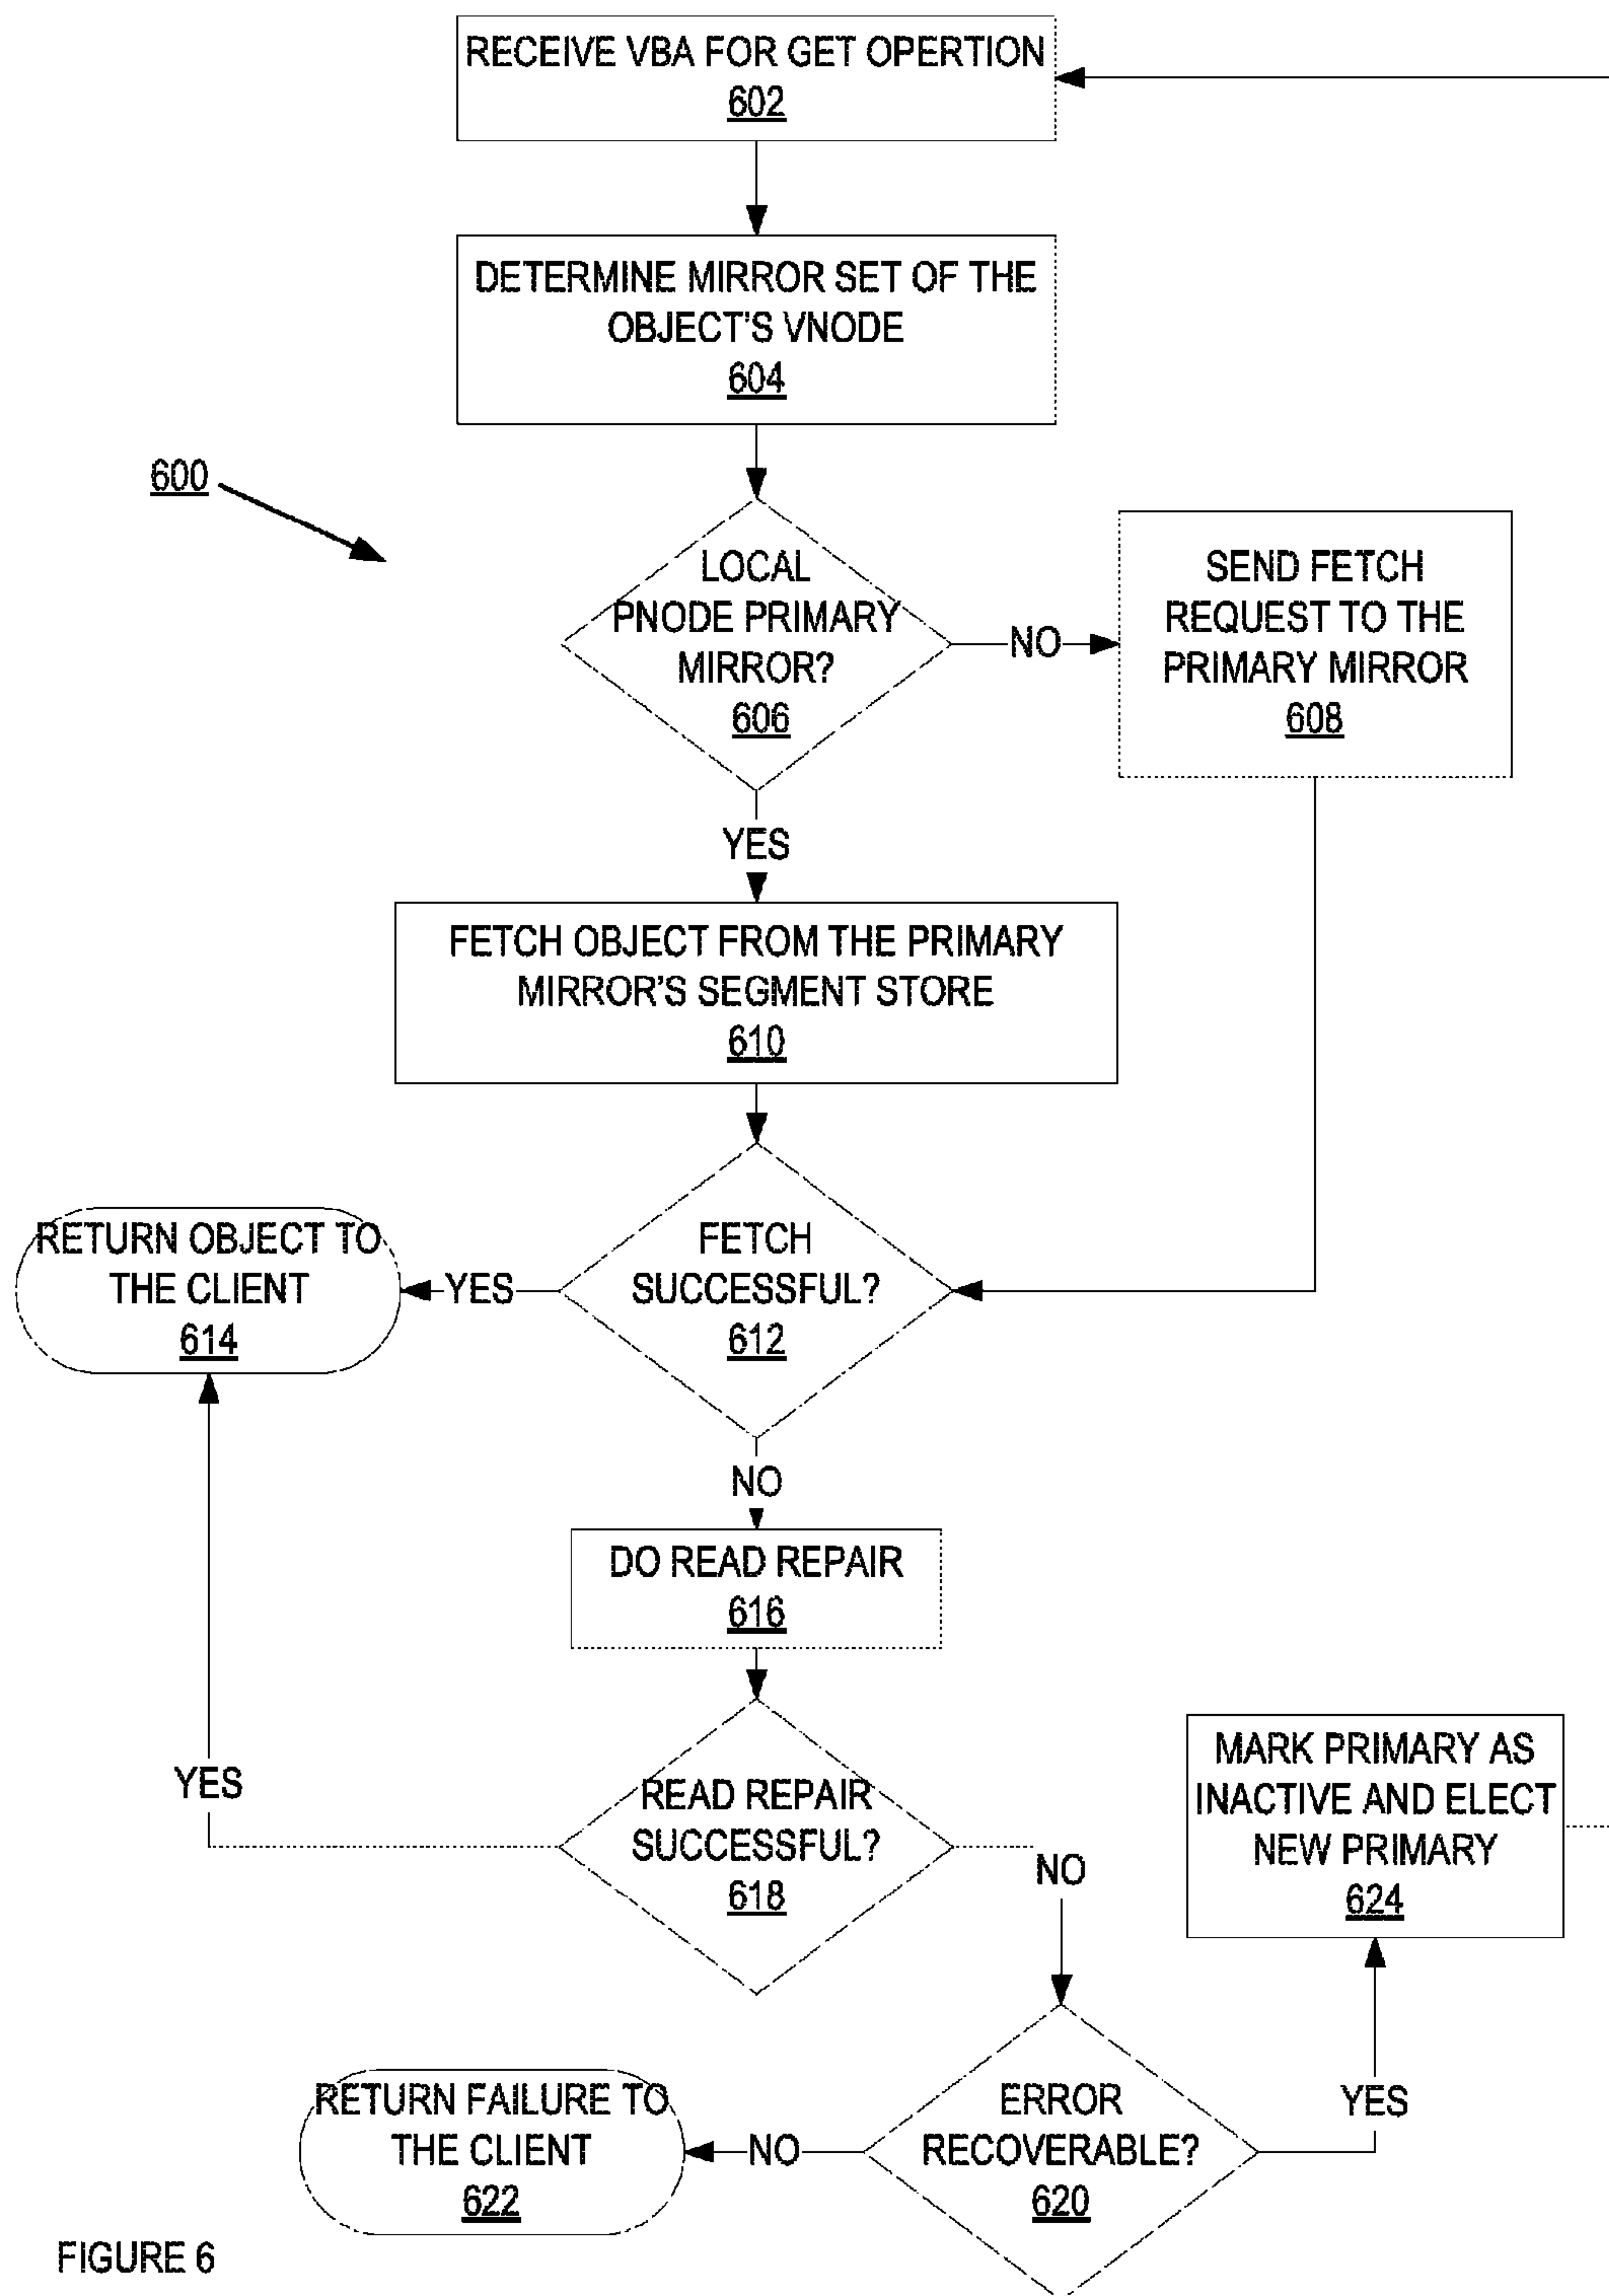 RECEIVE VBA FOR GET OPERTION
602
DETERMINE MIRROR SET OF THE
OBJECT'S VNODE
604
600
LOCAL
PNODE PRIMARY
MIRROR?
606
NO
SEND FETCH
REQUEST TO THE
PRIMARY MIRROR
608
YES
FETCH OBJECT FROM THE PRIMARY
MIRROR'S SEGMENT STORE
610
FETCH
SUCCESSFUL?
612
YES
RETURN OBJECT TO
THE CLIENT
614
NO
DO READ REPAIR
616
READ REPAIR
SUCCESSFUL?
618
YES
NO
MARK PRIMARY AS
INACTIVE AND ELECT
NEW PRIMARY
624
ERROR
RECOVERABLE?
620
YES
NO
RETURN FAILURE TO
THE CLIENT
622
FIGURE 6